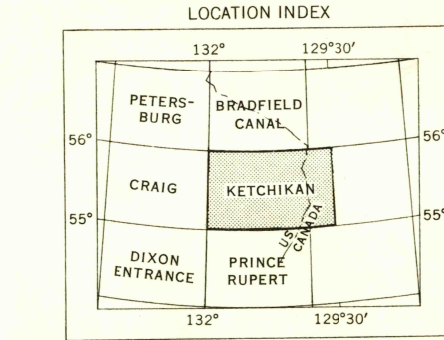 LOCATION INDEX
132° 129°30'
PETERS-
BURG
BRADFIELD
CANAL
56° 56°
CRAIG
KETCHIKAN
55° 55°
US
CANADA
DIXON
ENTRANCE
PRINCE
RUPERT
132° 129°30'